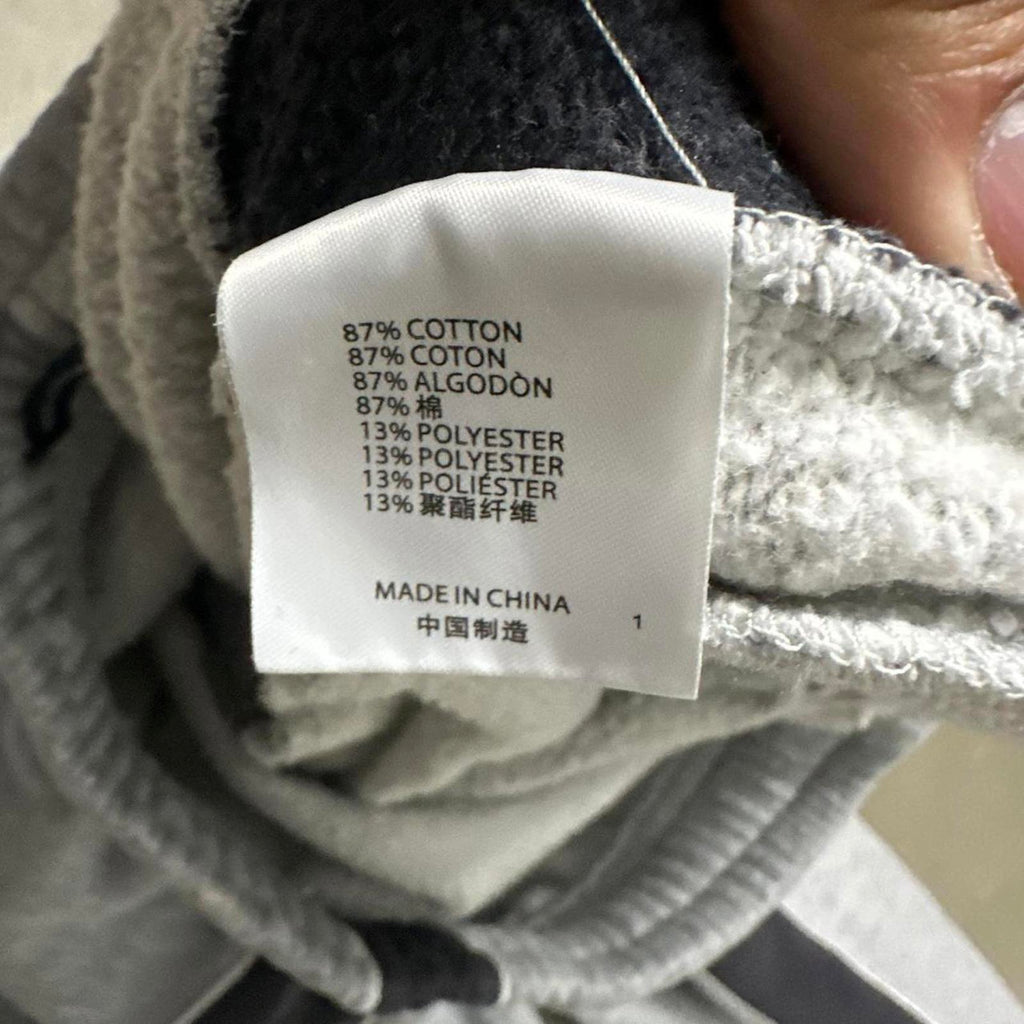 87% COTTON
87% COTON
87% ALGODÒN
87% 棉
13% POLYESTER
13% POLYESTER
13% POLIÉSTER
13% 聚酯纤维
MADE IN CHINA
中国制造
1